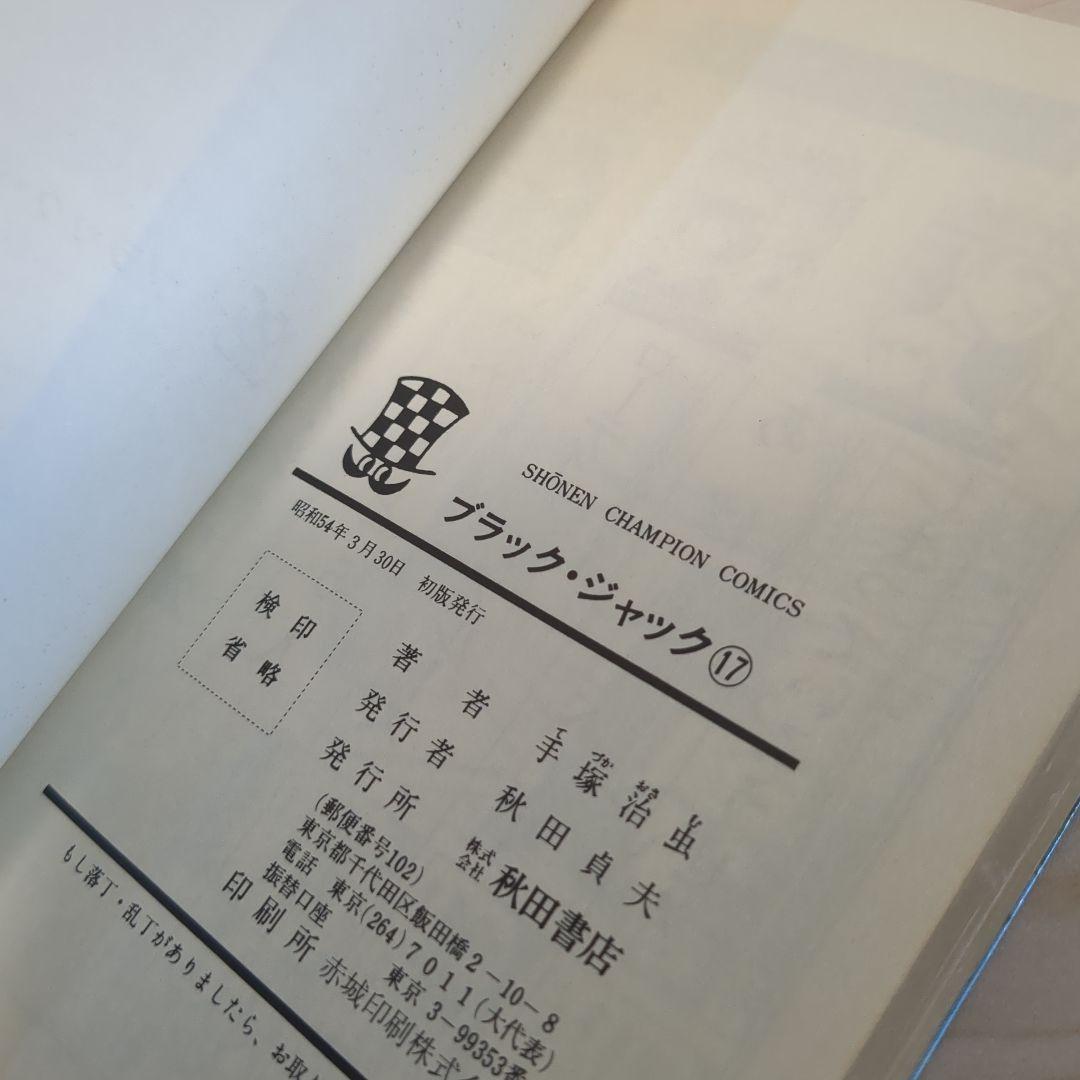 SHŌNEN CHAMPION COMICS
ブラック・ジャック⑰
昭和54年3月30日 初版発行
検印
省略
著者 手塚治虫
てづかおさむ
発行者 秋田貞夫
発行所 株式会社 秋田書店
(郵便番号102)
東京都千代田区飯田橋2-10-8
電話 東京(264)7011(大代表)
振替口座 東京3-99353番
印刷所 赤城印刷株式
もし落丁・乱丁がありましたら、お取